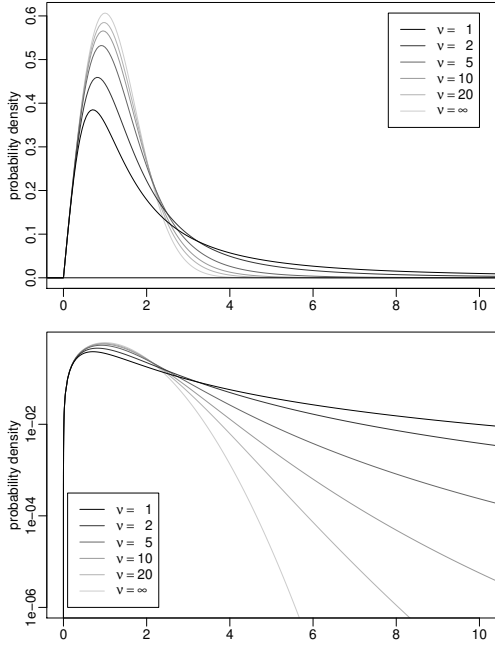 0.6
0.5
0.4
0.3
0.2
0.1
0.0
probability density
ν = 1
ν = 2
ν = 5
ν = 10
ν = 20
ν = ∞
0 2 4 6 8 10
1e−02
1e−04
1e−06
probability density
ν = 1
ν = 2
ν = 5
ν = 10
ν = 20
ν = ∞
0 2 4 6 8 10